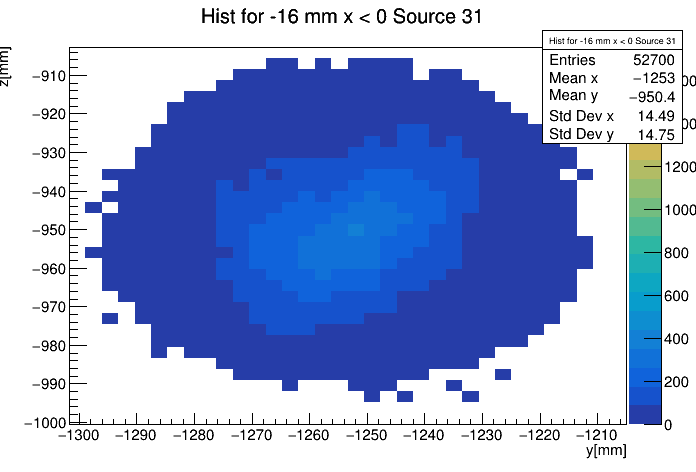 Hist for -16 mm x < 0 Source 31
z[mm]
Hist for -16 mm x < 0 Source 31
Entries 52700
Mean x −1253
Mean y −950.4
Std Dev x 14.49
Std Dev y 14.75
−910
−920
−930
−940
−950
−960
−970
−980
−990
−1000
−1300 −1290 −1280 −1270 −1260 −1250 −1240 −1230 −1220 −1210
y[mm]
1200
1000
800
600
400
200
0